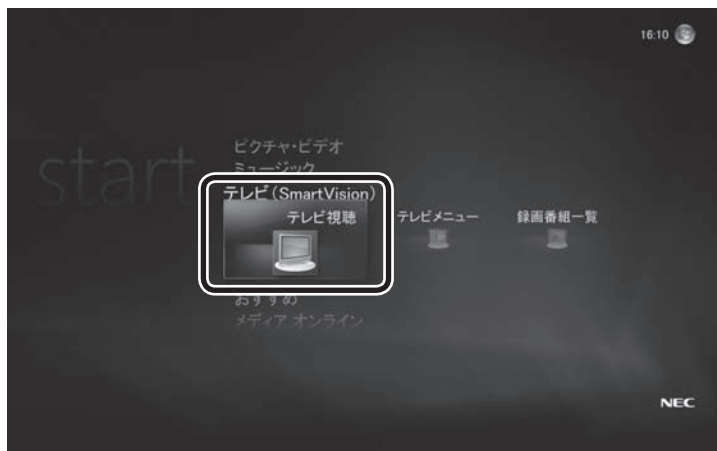 16:10
start
ピクチャ・ビデオ
ミュージック
テレビ(SmartVision)
テレビ視聴
テレビメニュー
録画番組一覧
おすすめ
メディア オンライン
NEC